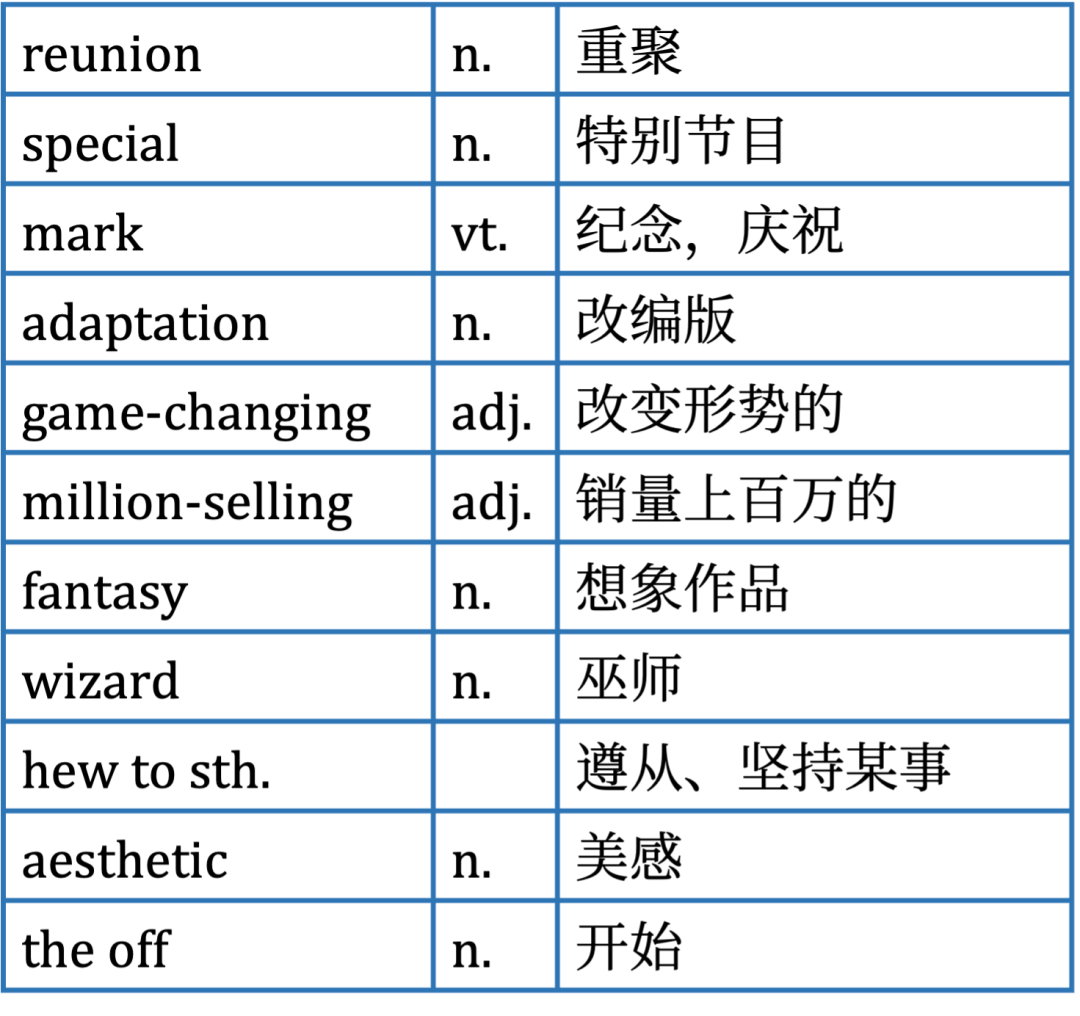 reunion n. 重聚
special n. 特别节目
mark vt. 纪念，庆祝
adaptation n. 改编版
game-changing adj. 改变形势的
million-selling adj. 销量上百万的
fantasy n. 想象作品
wizard n. 巫师
hew to sth. 遵从、坚持某事
aesthetic n. 美感
the off n. 开始